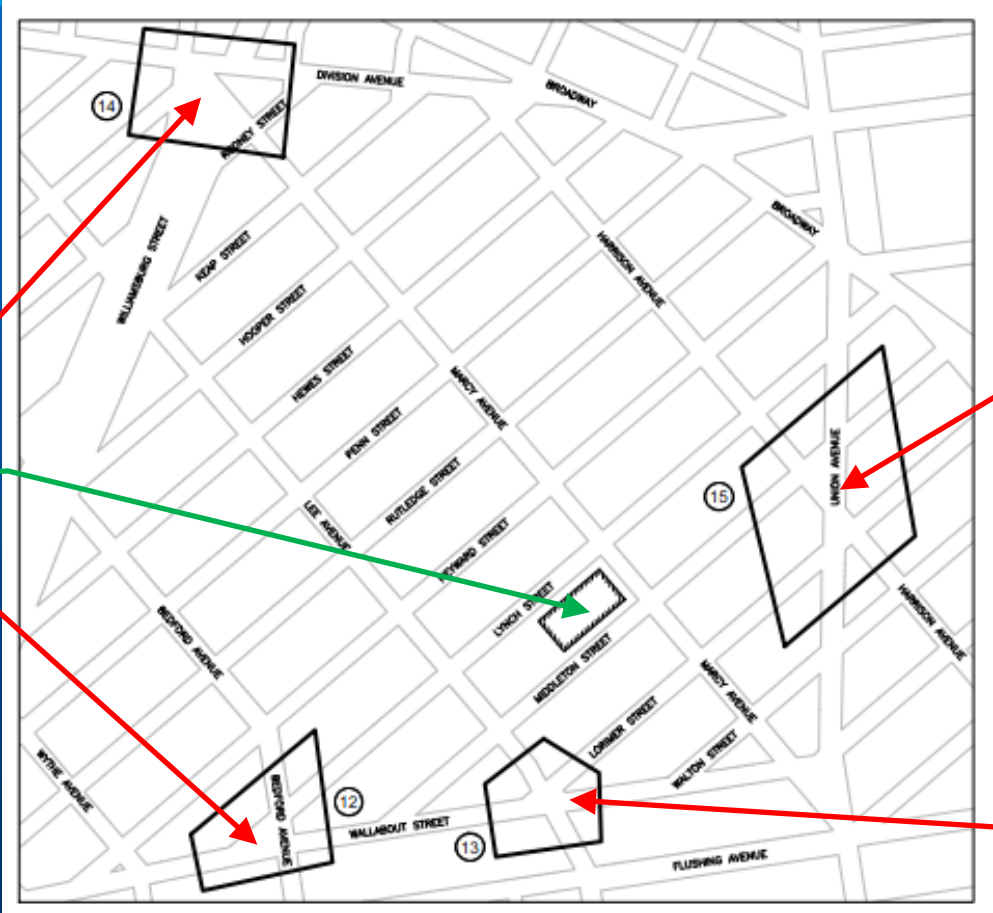 DIVISION AVENUE
BROADWAY
14
RODNEY STREET
BROADWAY
WILLIAMSBURG STREET
KEAP STREET
HARRISON AVENUE
HOOPER STREET
HEWES STREET
MARCY AVENUE
PENN STREET
UNION AVENUE
15
RUTLEDGE STREET
LEE AVENUE
HEYWARD STREET
LYNCH STREET
HARRISON AVENUE
BEDFORD AVENUE
MIDDLETON STREET
MARCY AVENUE
LORIMER STREET
WALTON STREET
WYTHE AVENUE
BEDFORD AVENUE
12
WALLABOUT STREET
13
FLUSHING AVENUE